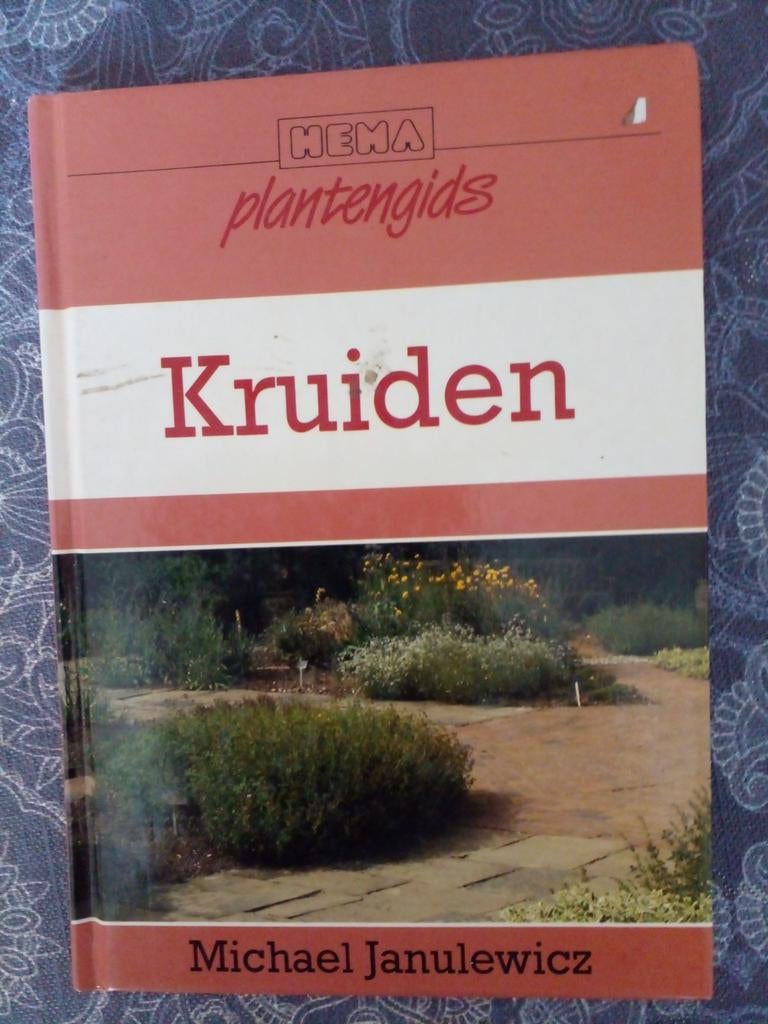 HEMA
plantengids
Kruiden
Michael Janulewicz